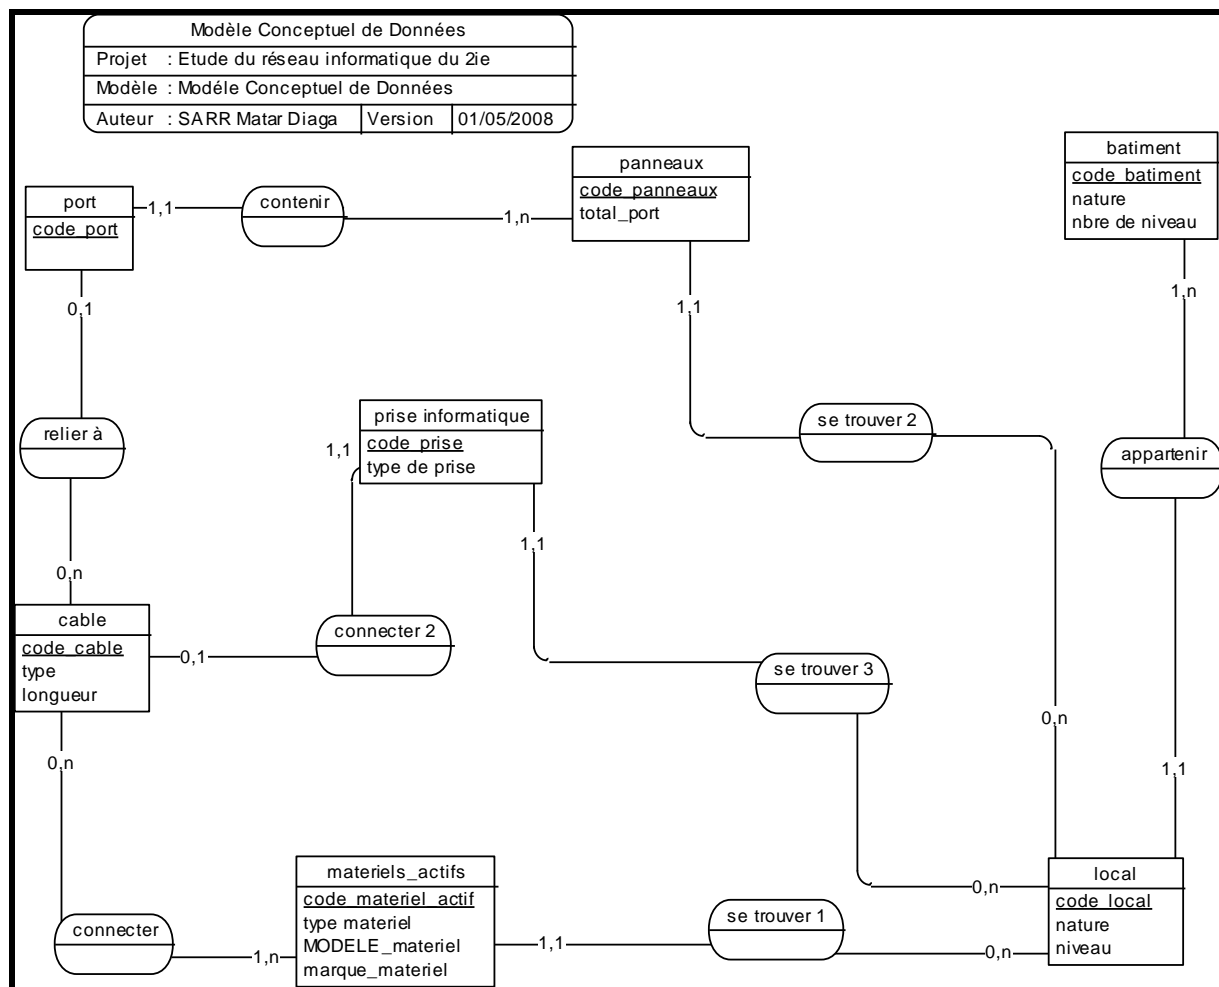 Modèle Conceptuel de Données
Projet : Etude du réseau informatique du 2ie
Modèle : Modéle Conceptuel de Données
Auteur : SARR Matar Diaga Version 01/05/2008
port
code_port
1,1
contenir
1,n
panneaux
code_panneaux
total_port
batiment
code_batiment
nature
nbre de niveau
0,1
1,1
1,n
relier à
prise informatique
code_prise
type de prise
1,1
se trouver 2
appartenir
1,1
0,n
cable
code_cable
type
longueur
0,1
connecter 2
se trouver 3
0,n
0,n
1,1
materiels_actifs
code_materiel_actif
type materiel
MODELE_materiel
marque_materiel
connecter
1,n
1,1
se trouver 1
0,n
0,n
local
code_local
nature
niveau